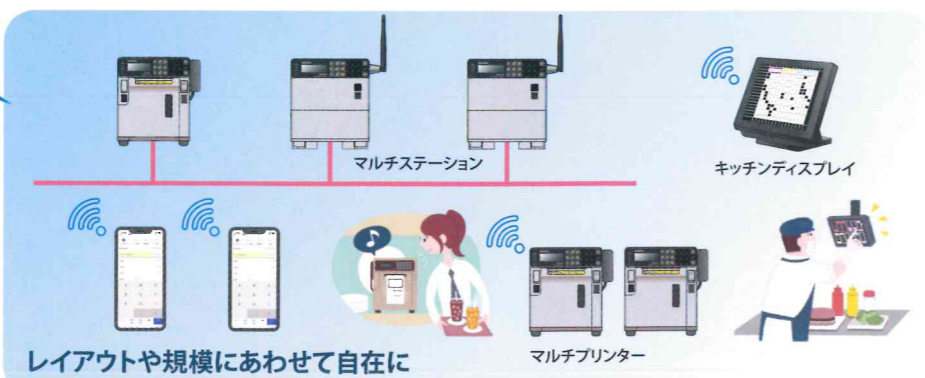 マルチステーション
キッチンディスプレイ
マルチプリンター
レイアウトや規模にあわせて自在に